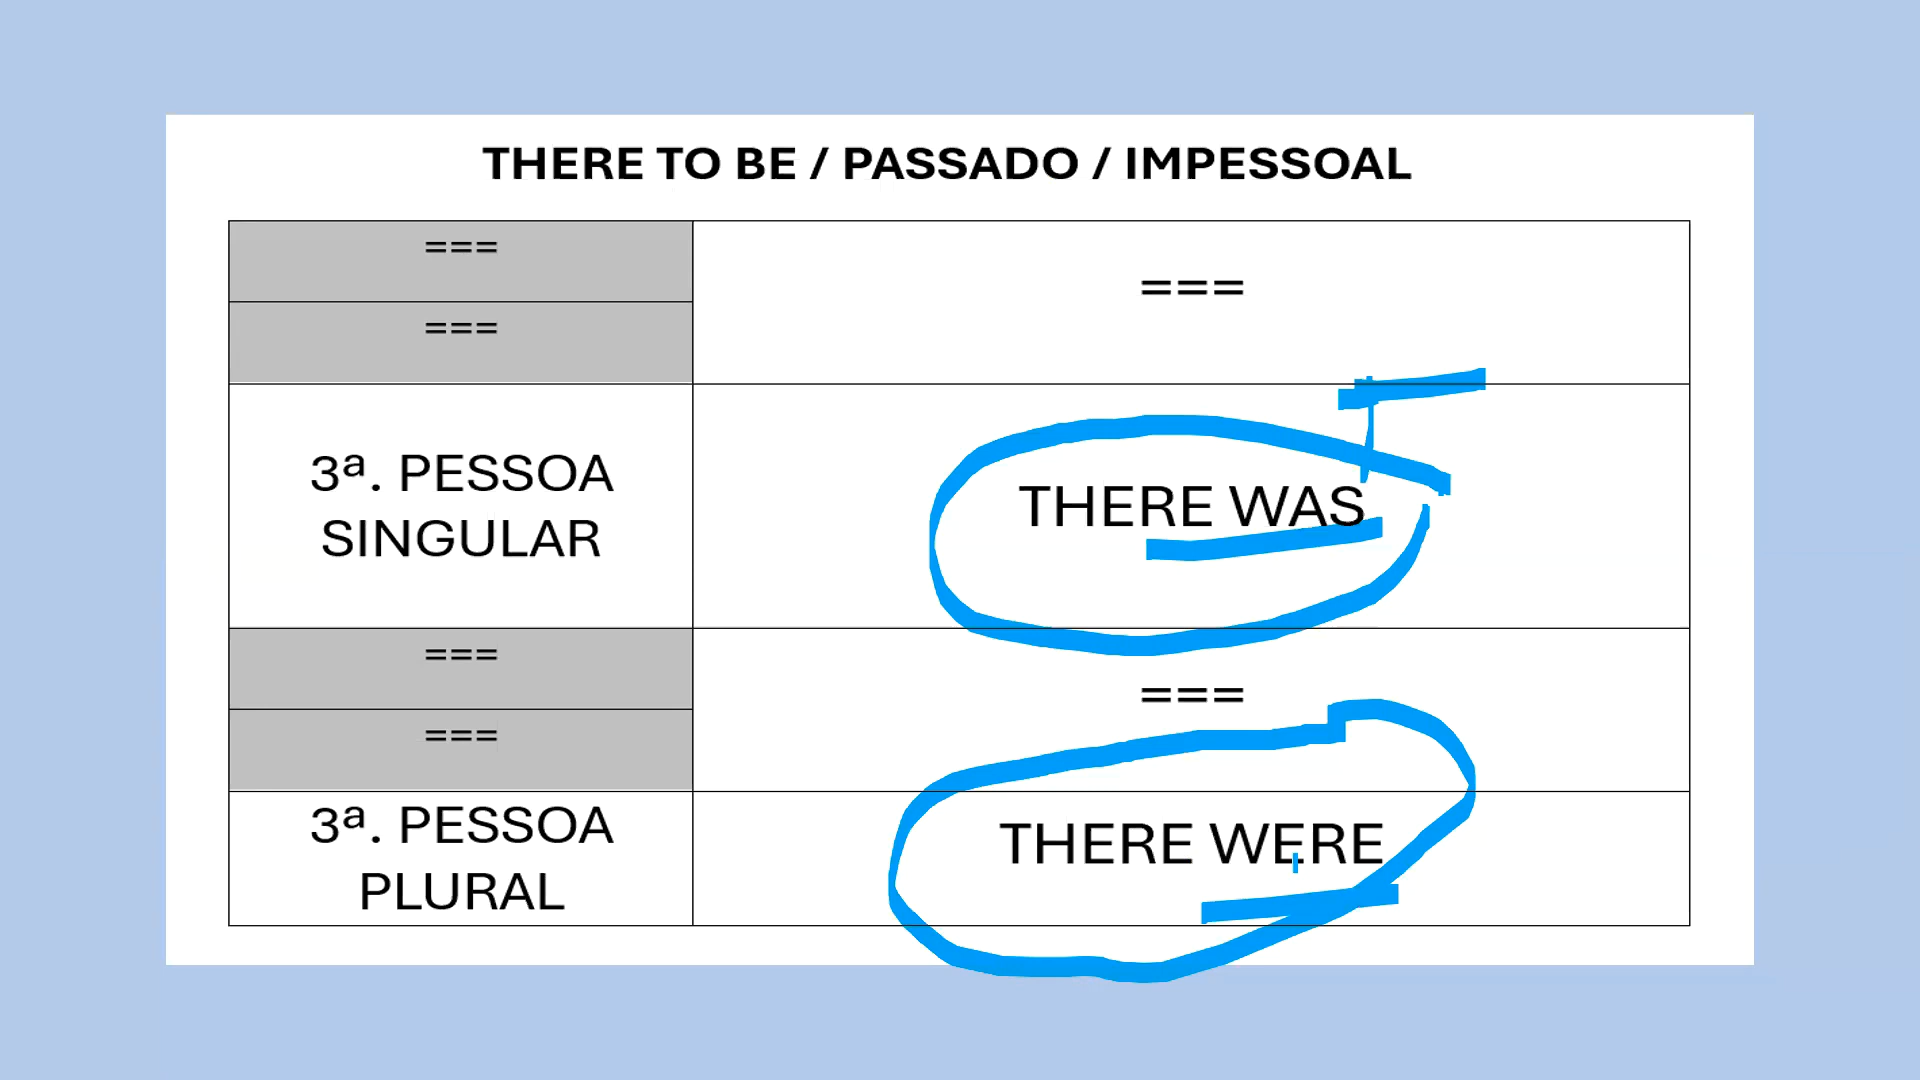 THERE TO BE / PASSADO / IMPESSOAL
===
===
===
3ª. PESSOA
SINGULAR
THERE WAS
===
===
===
3ª. PESSOA
PLURAL
THERE WERE